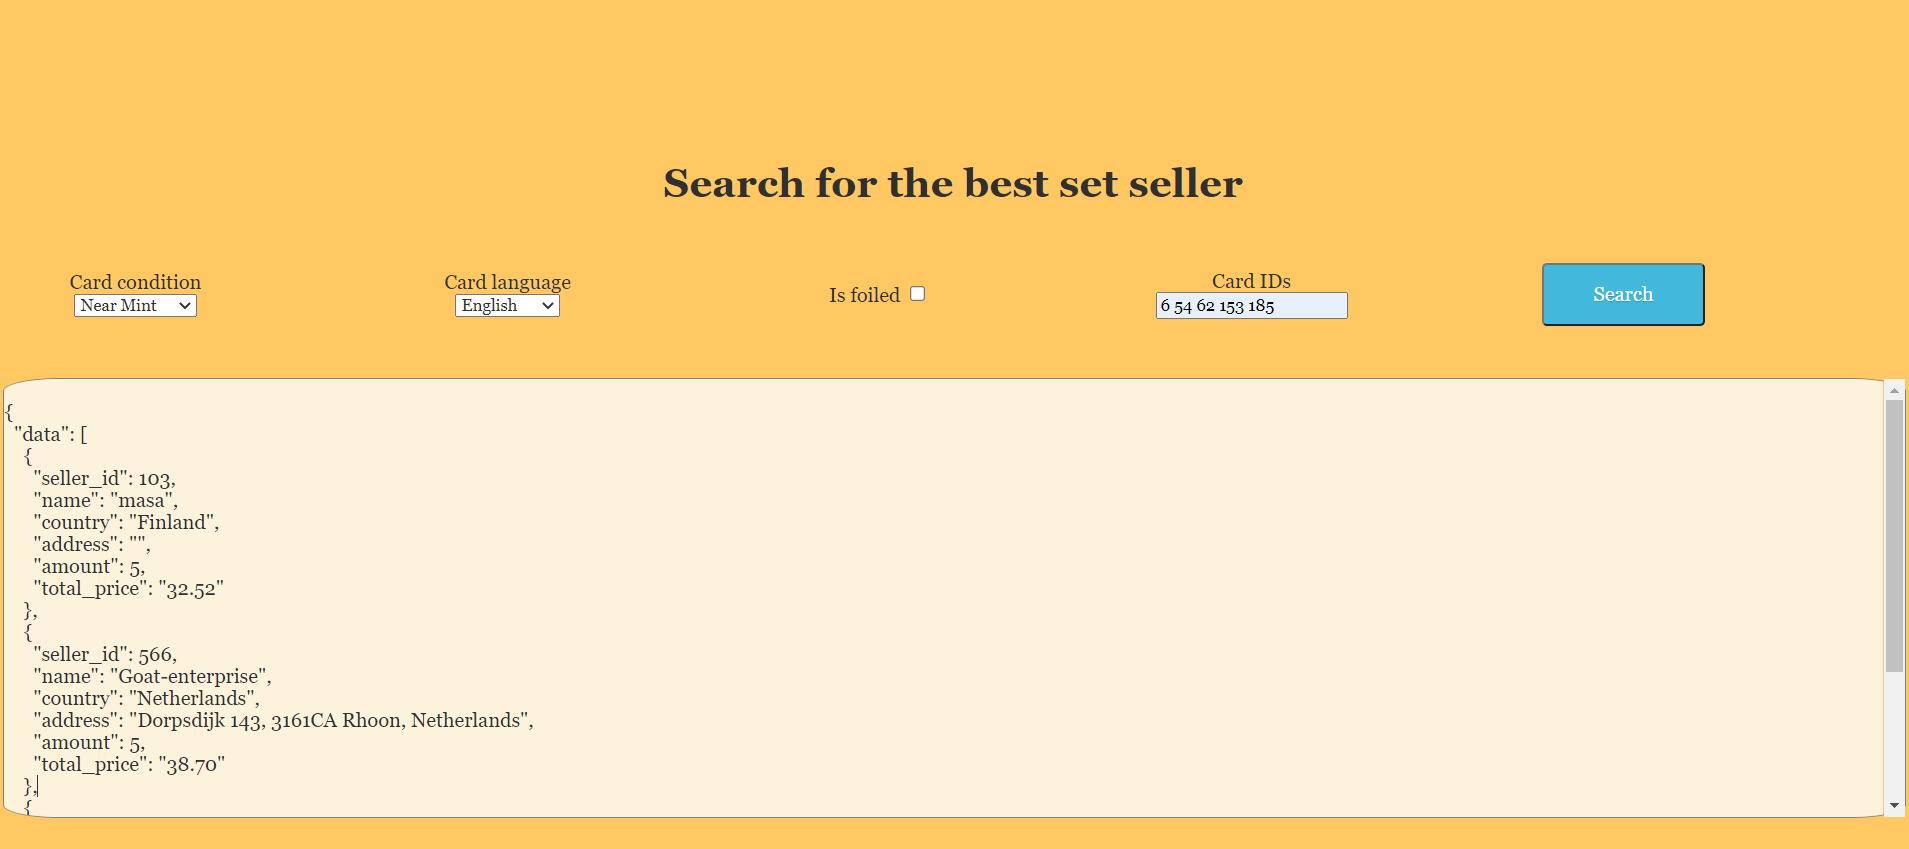 Search for the best set seller
Card condition
Near Mint
Card language
English
Is foiled
Card IDs
6 54 62 153 185
Search
{
"data": [
{
"seller_id": 103,
"name": "masa",
"country": "Finland",
"address": "",
"amount": 5,
"total_price": "32.52"
},
{
"seller_id": 566,
"name": "Goat-enterprise",
"country": "Netherlands",
"address": "Dorpsdijk 143, 3161CA Rhoon, Netherlands",
"amount": 5,
"total_price": "38.70"
},
{